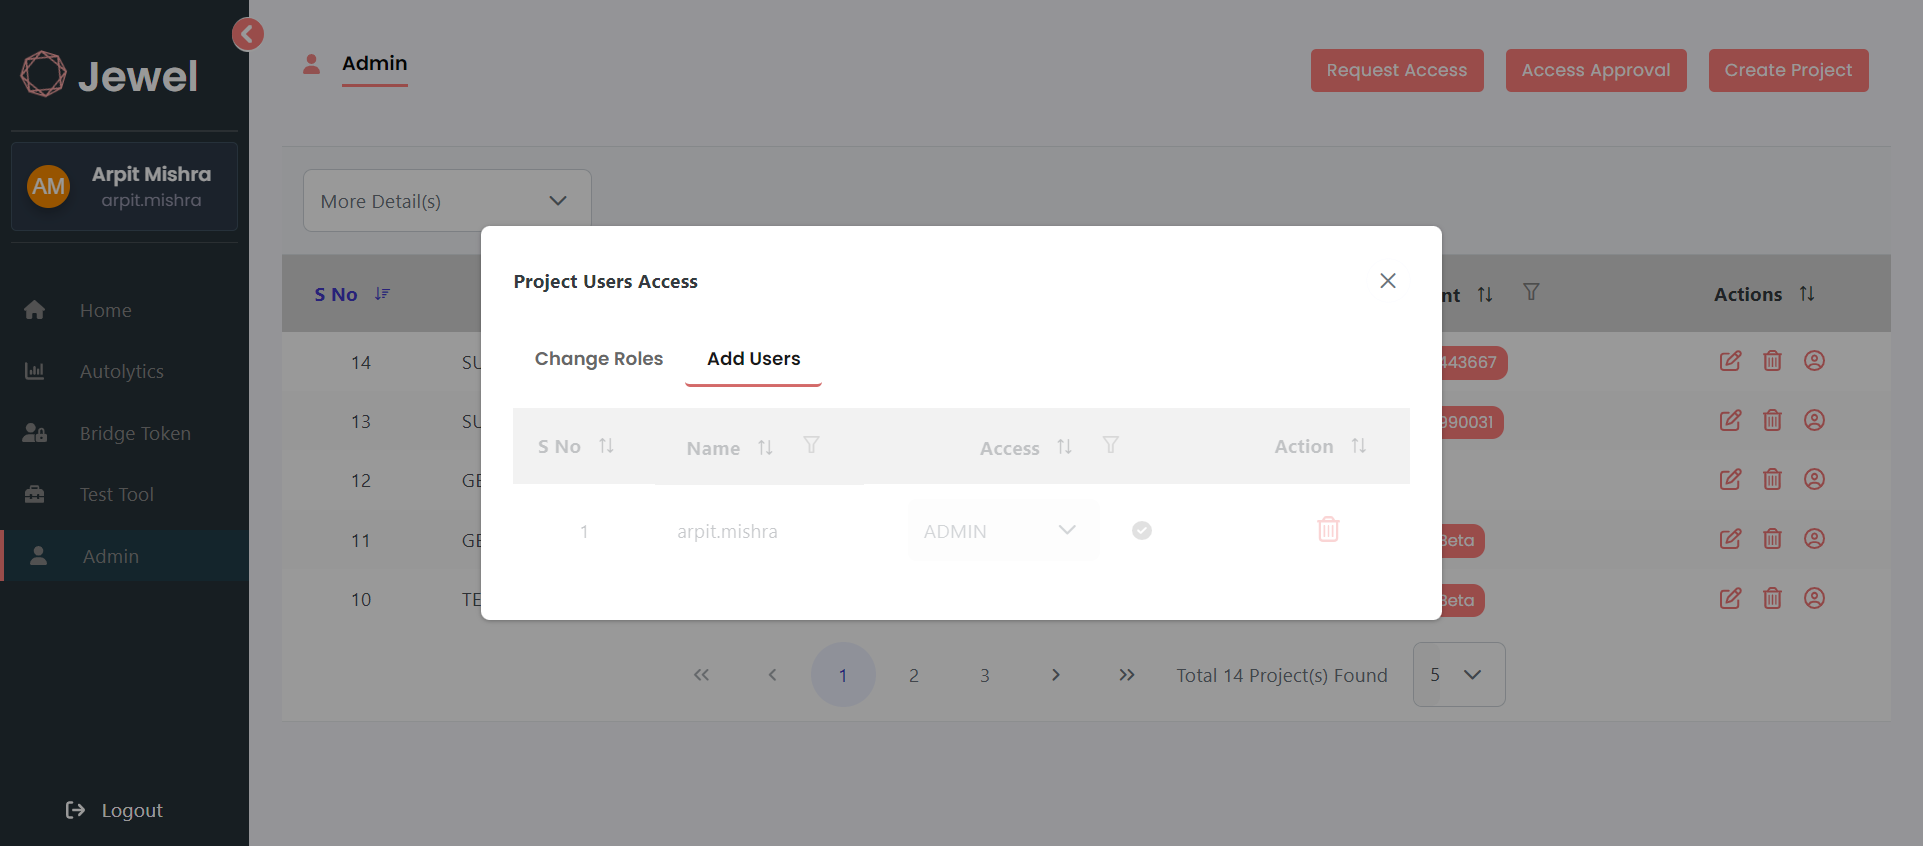 Jewel
AM
Arpit Mishra
arpit.mishra
Home
Autolytics
Bridge Token
Test Tool
Admin
Logout
Admin
Request Access
Access Approval
Create Project
More Detail(s)
S No
nt
Actions
14 SU 443667
13 SU 990031
12 GE
11 GE Beta
10 TE Beta
Project Users Access
Change Roles
Add Users
S No Name Access Action
1 arpit.mishra ADMIN
« ‹ 1 2 3 › » Total 14 Project(s) Found 5